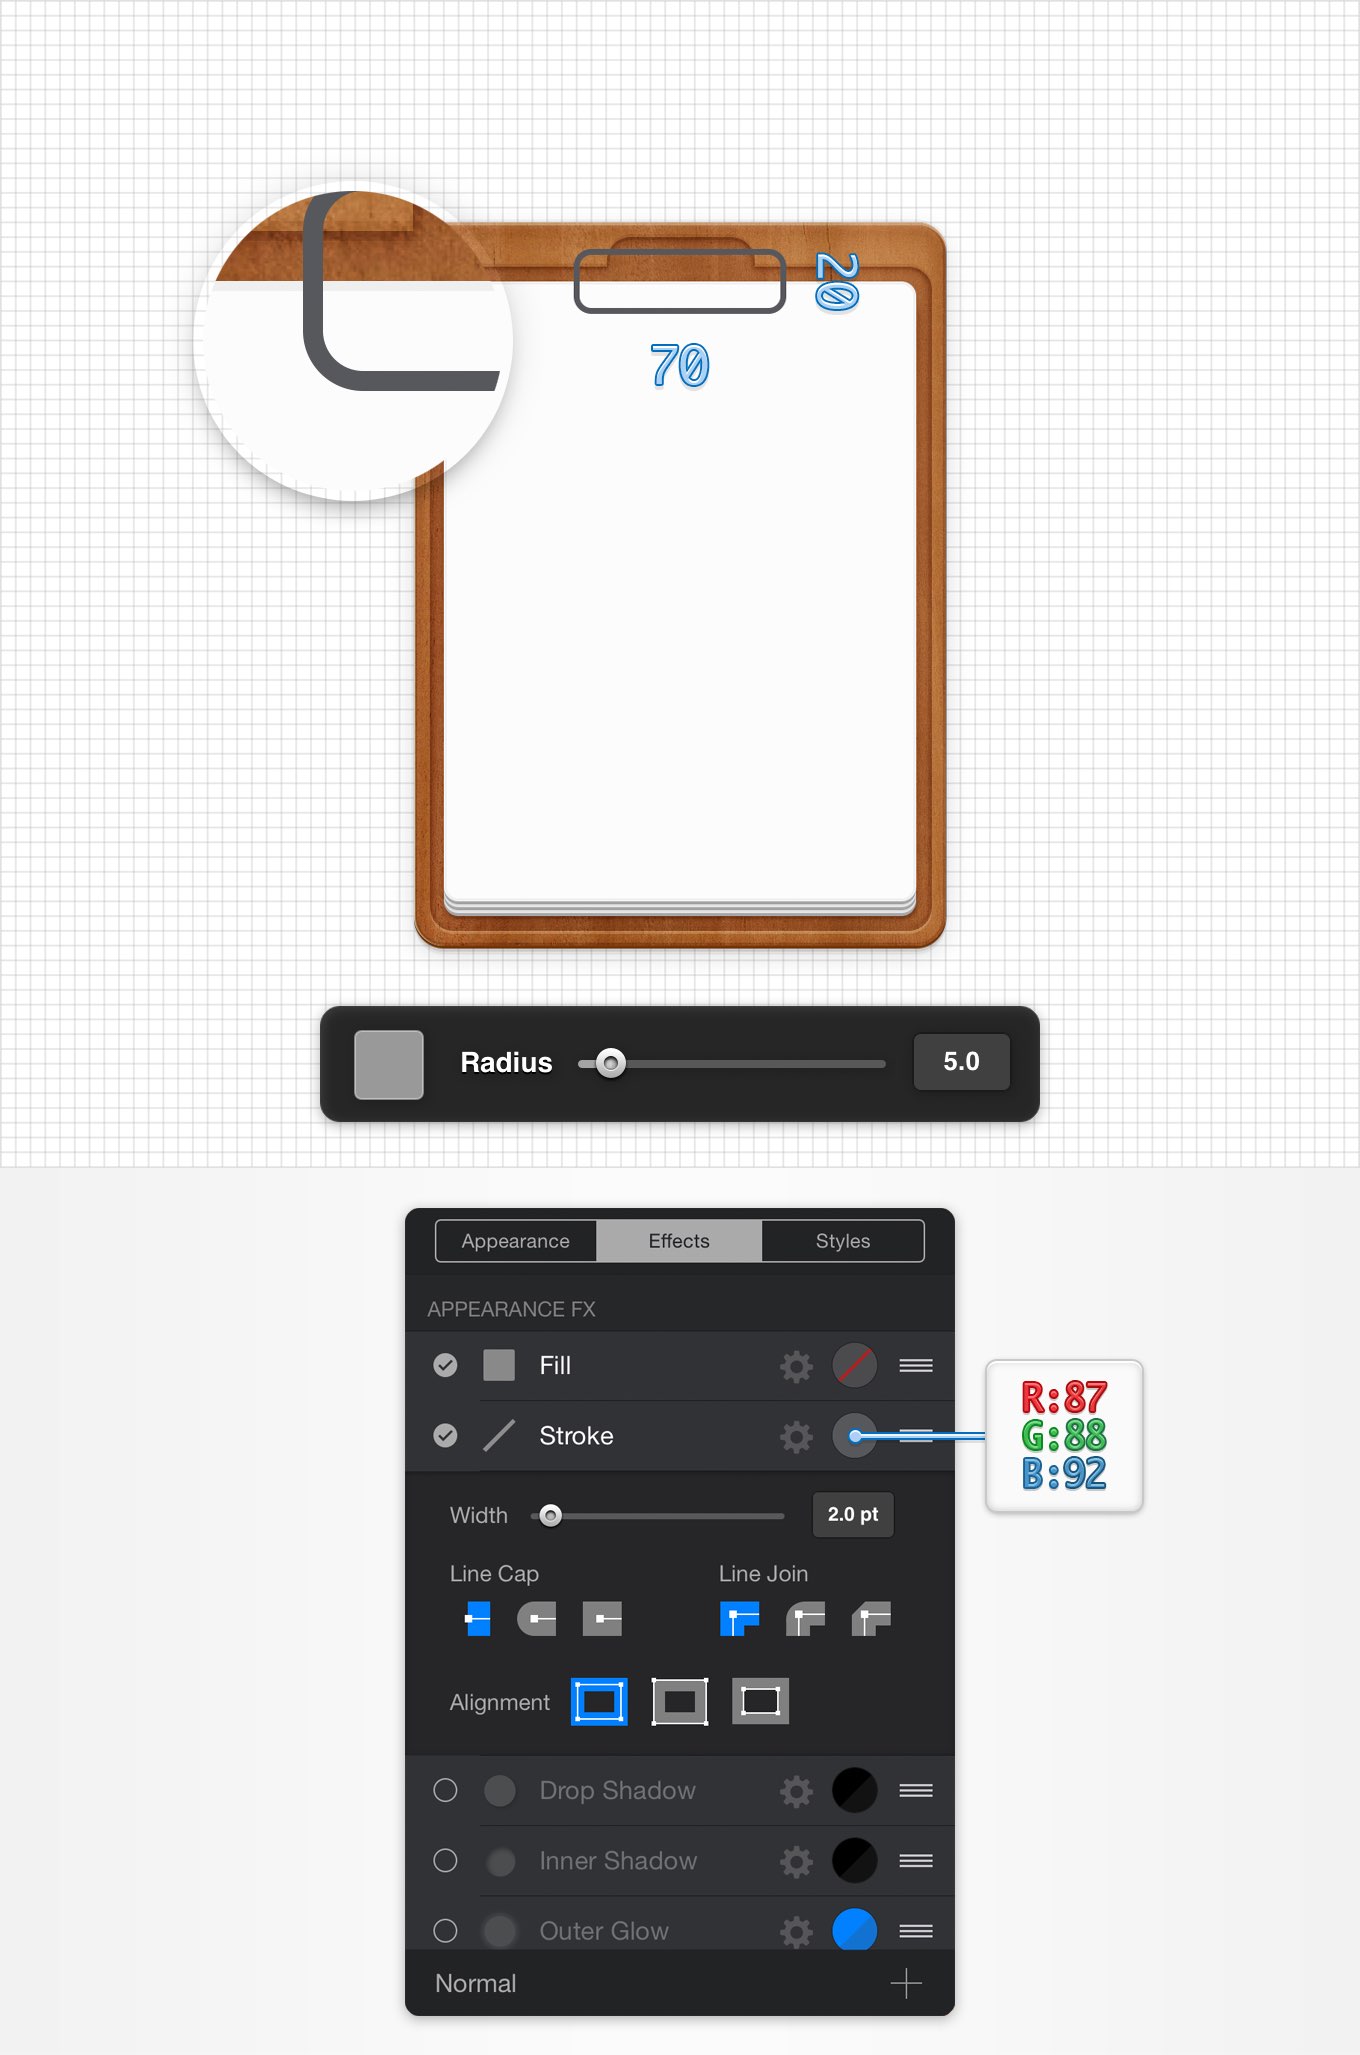 20
70
Radius 5.0
Appearance Effects Styles
APPEARANCE FX
Fill
Stroke
R:87
G:88
B:92
Width 2.0 pt
Line Cap Line Join
Alignment
Drop Shadow
Inner Shadow
Outer Glow
Normal